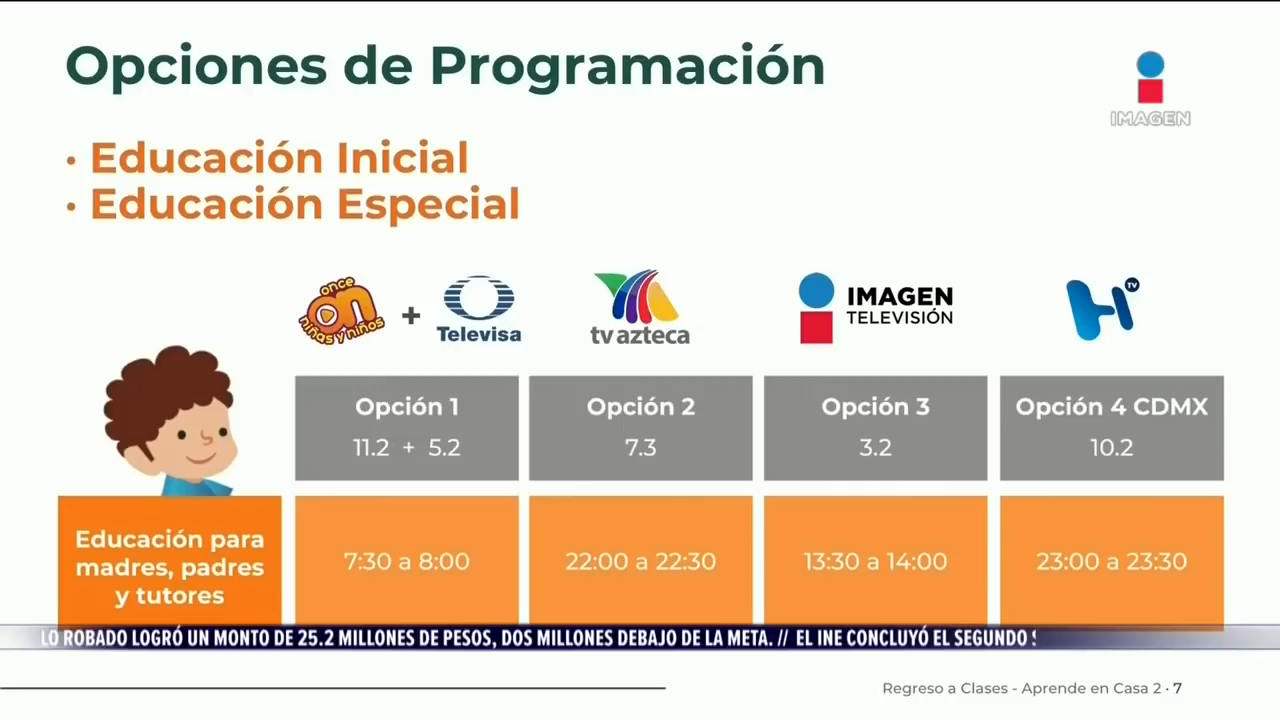 Opciones de Programación
IMAGEN
• Educación Inicial
• Educación Especial
once
on
niñas y niños
+
Televisa
tv azteca
IMAGEN
TELEVISIÓN
H TV
Opción 1
11.2 + 5.2
Opción 2
7.3
Opción 3
3.2
Opción 4 CDMX
10.2
Educación para
madres, padres
y tutores
7:30 a 8:00
22:00 a 22:30
13:30 a 14:00
23:00 a 23:30
LO ROBADO LOGRÓ UN MONTO DE 25.2 MILLONES DE PESOS, DOS MILLONES DEBAJO DE LA META. // EL INE CONCLUYÓ EL SEGUNDO
Regreso a Clases - Aprende en Casa 2 · 7